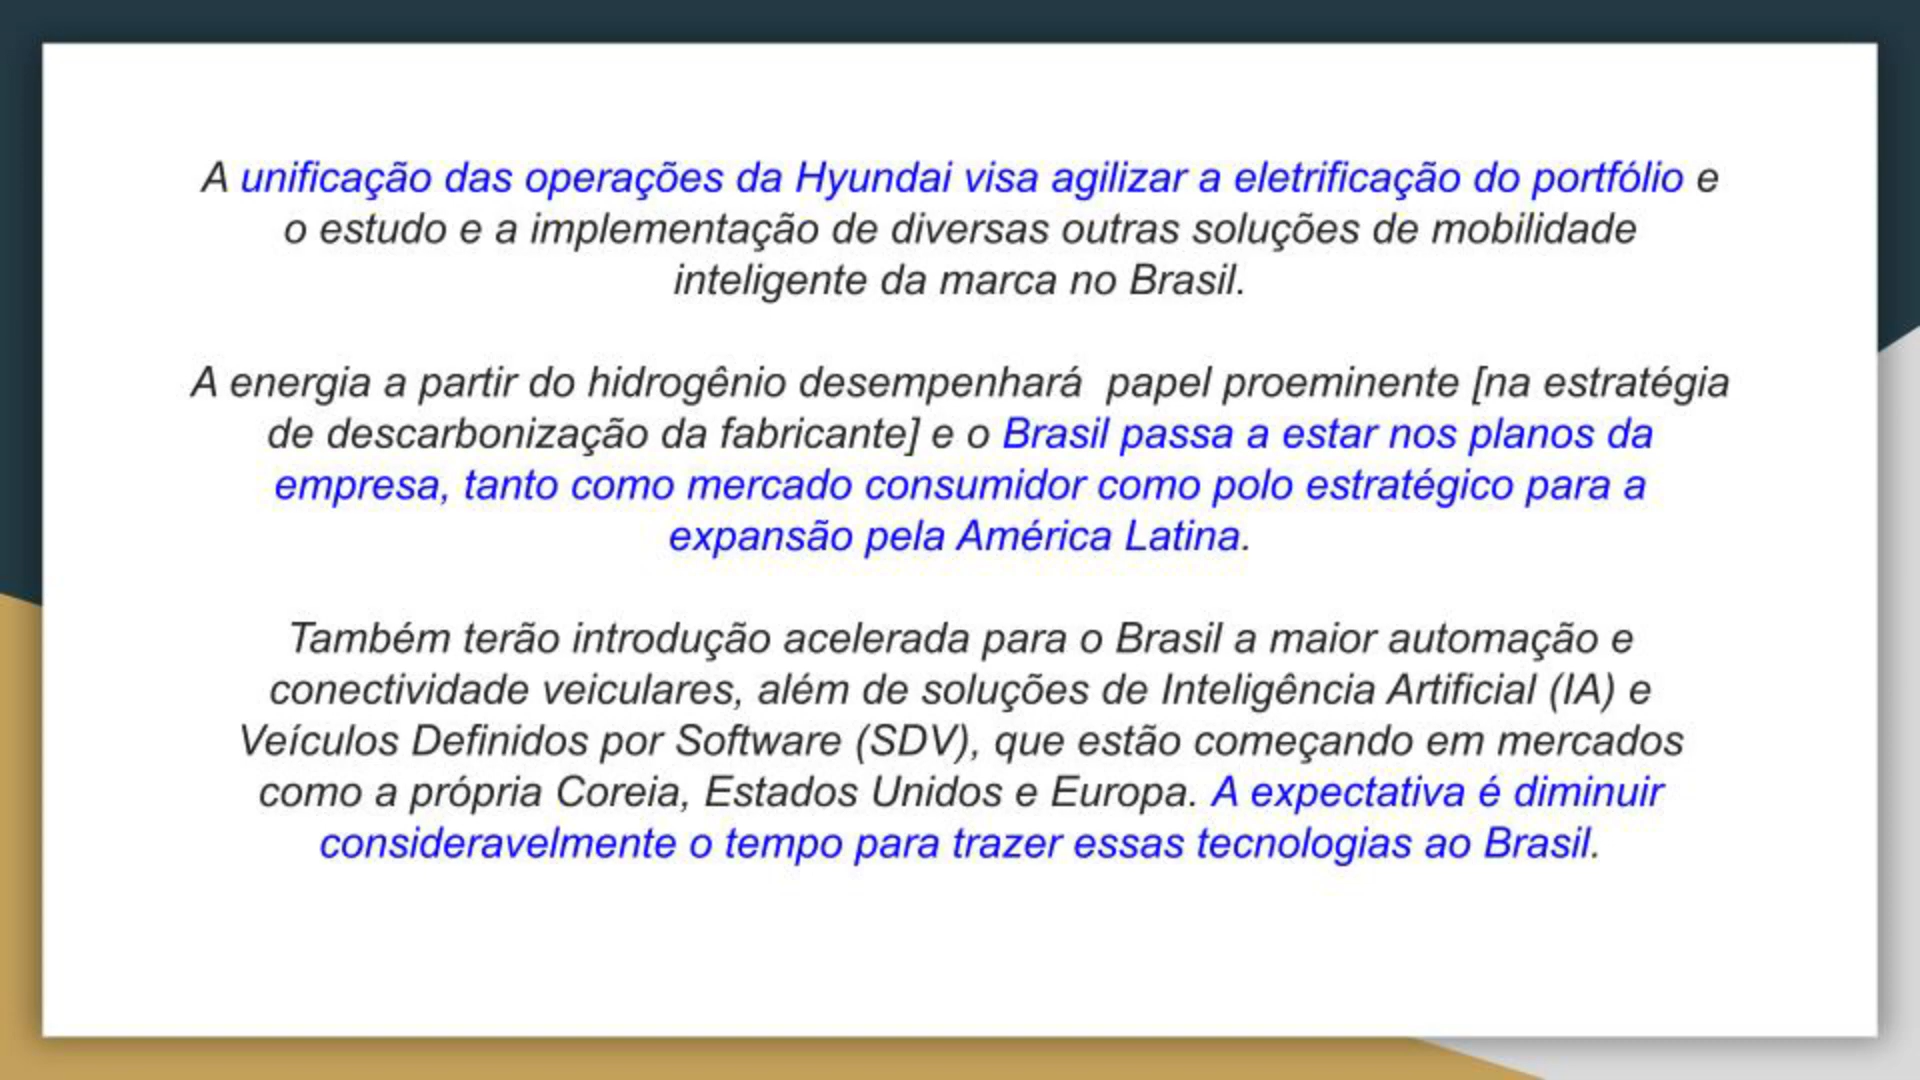 A unificação das operações da Hyundai visa agilizar a eletrificação do portfólio e
o estudo e a implementação de diversas outras soluções de mobilidade
inteligente da marca no Brasil.
A energia a partir do hidrogênio desempenhará  papel proeminente [na estratégia
de descarbonização da fabricante] e o Brasil passa a estar nos planos da
empresa, tanto como mercado consumidor como polo estratégico para a
expansão pela América Latina.
Também terão introdução acelerada para o Brasil a maior automação e
conectividade veiculares, além de soluções de Inteligência Artificial (IA) e
Veículos Definidos por Software (SDV), que estão começando em mercados
como a própria Coreia, Estados Unidos e Europa. A expectativa é diminuir
consideravelmente o tempo para trazer essas tecnologias ao Brasil.